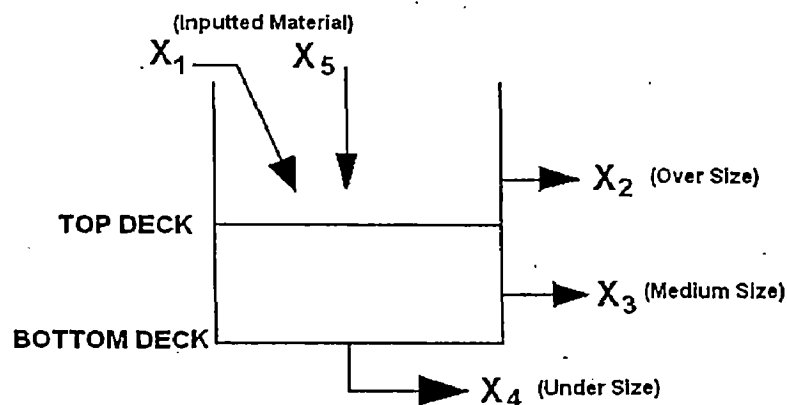 (Inputted Material)
X1 X5
X2 (Over Size)
TOP DECK
X3 (Medium Size)
BOTTOM DECK
X4 (Under Size)